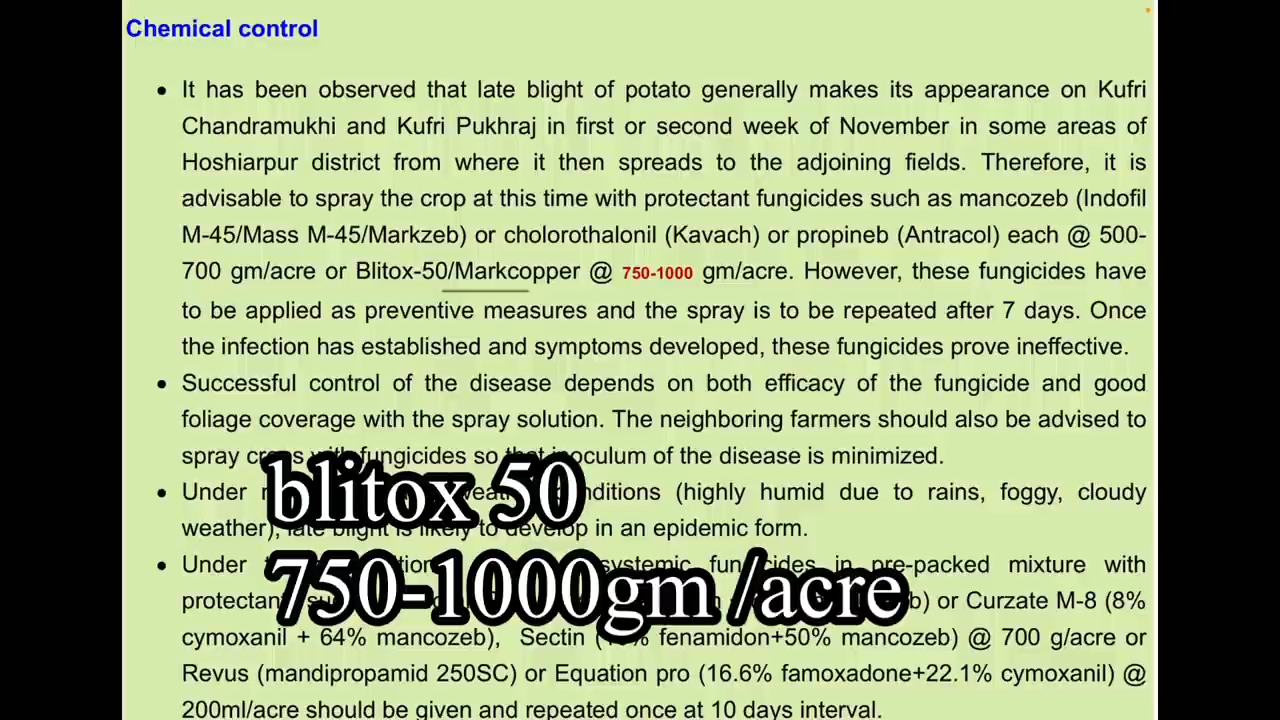 Chemical control
• It has been observed that late blight of potato generally makes its appearance on Kufri
Chandramukhi and Kufri Pukhraj in first or second week of November in some areas of
Hoshiarpur district from where it then spreads to the adjoining fields. Therefore, it is
advisable to spray the crop at this time with protectant fungicides such as mancozeb (Indofil
M-45/Mass M-45/Markzeb) or cholorothalonil (Kavach) or propineb (Antracol) each @ 500-
700 gm/acre or Blitox-50/Markcopper @ 750-1000 gm/acre. However, these fungicides have
to be applied as preventive measures and the spray is to be repeated after 7 days. Once
the infection has established and symptoms developed, these fungicides prove ineffective.
• Successful control of the disease depends on both efficacy of the fungicide and good
foliage coverage with the spray solution. The neighboring farmers should also be advised to
spray fungicides so inoculum of the disease is minimized.
• Under conditions (highly humid due to rains, foggy, cloudy
weather), late blight is likely to develop in an epidemic form.
• Under systemic fungicides in pre-packed mixture with
or Curzate M-8 (8%
cymoxanil + 64% mancozeb), Sectin fenamidon+50% mancozeb) @ 700 g/acre or
Revus (mandipropamid 250SC) or Equation pro (16.6% famoxadone+22.1% cymoxanil) @
200ml/acre should be given and repeated once at 10 days interval.
blitox 50
750-1000gm /acre